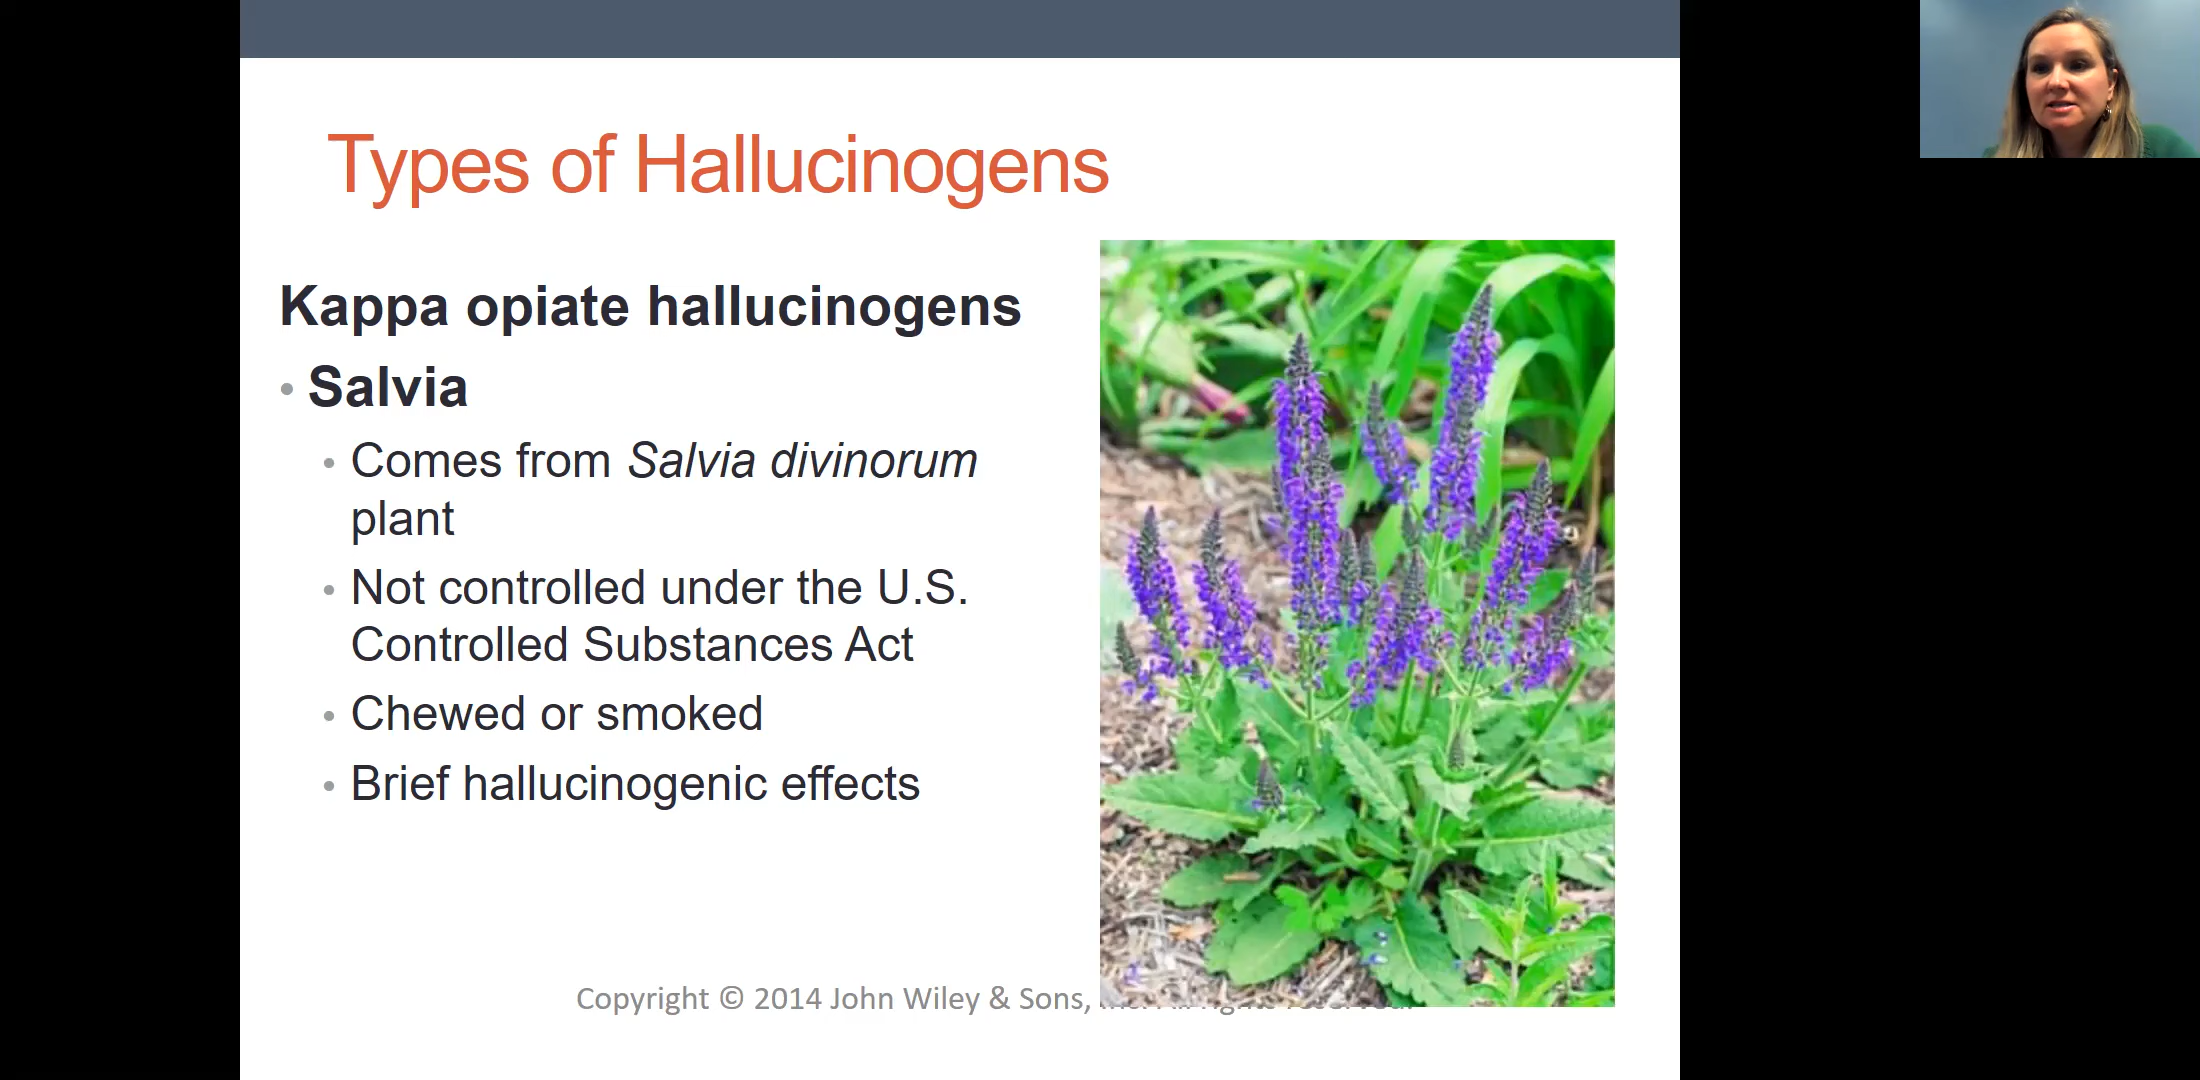 Types of Hallucinogens
Kappa opiate hallucinogens
• Salvia
• Comes from Salvia divinorum
plant
• Not controlled under the U.S.
Controlled Substances Act
• Chewed or smoked
• Brief hallucinogenic effects
Copyright © 2014 John Wiley & Sons,